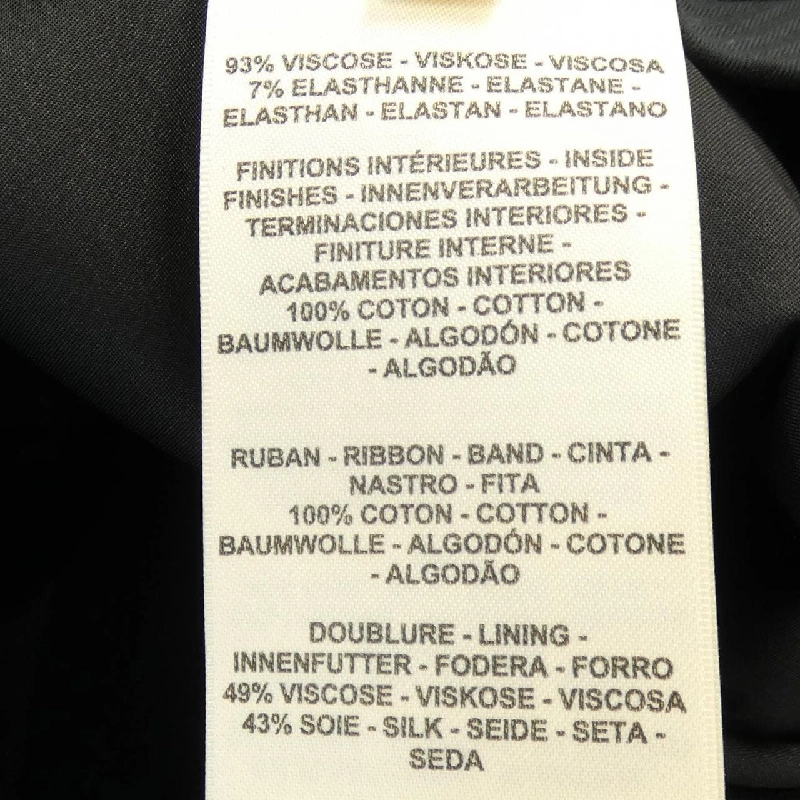 93% VISCOSE - VISKOSE - VISCOSA
7% ELASTHANNE - ELASTANE -
ELASTHAN - ELASTAN - ELASTANO
FINITIONS INTÉRIEURES - INSIDE
FINISHES - INNENVERARBEITUNG -
TERMINACIONES INTERIORES -
FINITURE INTERNE -
ACABAMENTOS INTERIORES
100% COTON - COTTON -
BAUMWOLLE - ALGODÓN - COTONE
- ALGODÃO
RUBAN - RIBBON - BAND - CINTA -
NASTRO - FITA
100% COTON - COTTON -
BAUMWOLLE - ALGODÓN - COTONE
- ALGODÃO
DOUBLURE - LINING -
INNENFUTTER - FODERA - FORRO
49% VISCOSE - VISKOSE - VISCOSA
43% SOIE - SILK - SEIDE - SETA -
SEDA